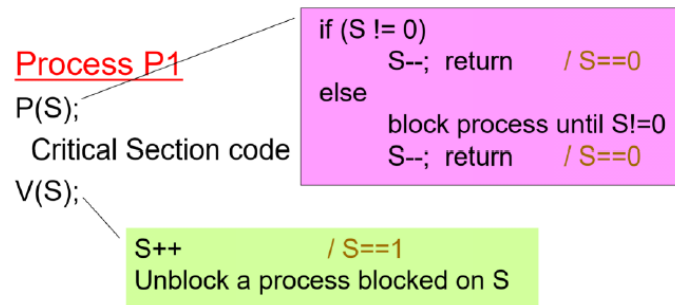 if (S != 0)
S--; return / S==0
else
block process until S!=0
S--; return / S==0
Process P1
P(S);
Critical Section code
V(S);
S++ / S==1
Unblock a process blocked on S